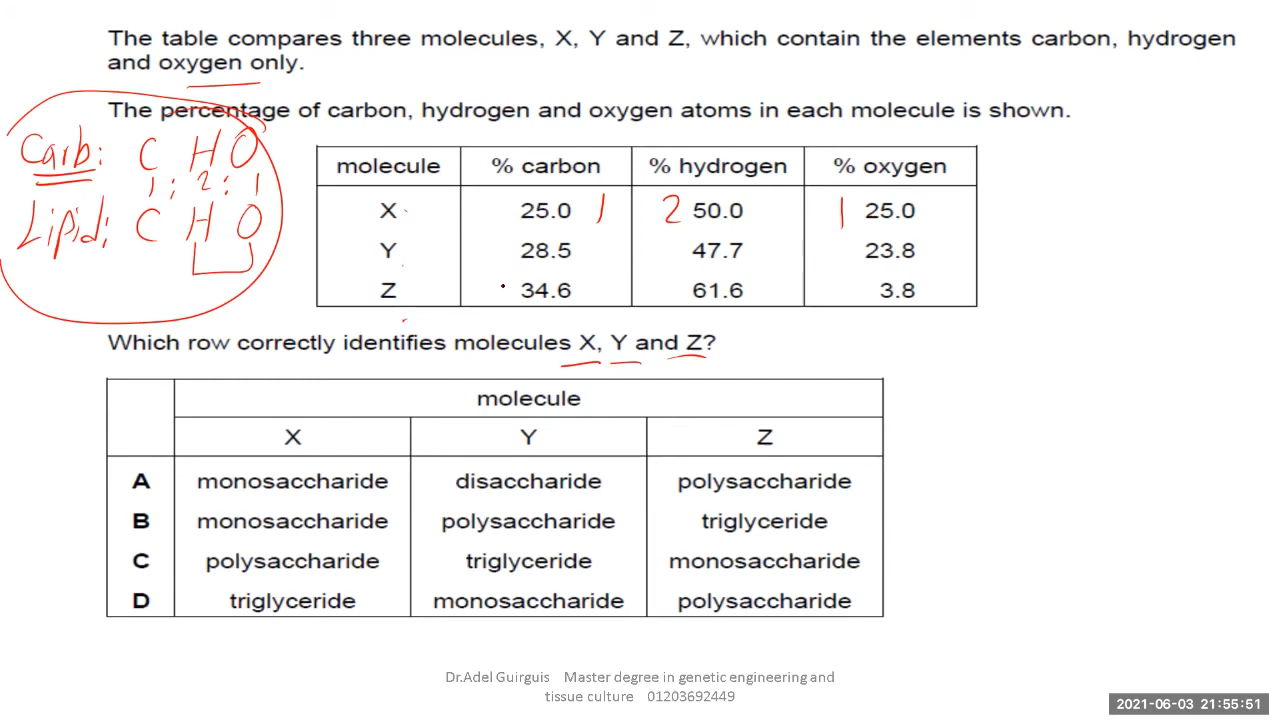 The table compares three molecules, X, Y and Z, which contain the elements carbon, hydrogen
and oxygen only.
The percentage of carbon, hydrogen and oxygen atoms in each molecule is shown.
Carb: C H O
1 : 2 : 1
Lipid: C H O
molecule % carbon % hydrogen % oxygen
X 25.0 1 2 50.0 1 25.0
Y 28.5 47.7 23.8
Z 34.6 61.6 3.8
Which row correctly identifies molecules X, Y and Z?
molecule
X Y Z
A monosaccharide disaccharide polysaccharide
B monosaccharide polysaccharide triglyceride
C polysaccharide triglyceride monosaccharide
D triglyceride monosaccharide polysaccharide
Dr.Adel Guirguis Master degree in genetic engineering and
tissue culture 01203692449
2021-06-03 21:55:51